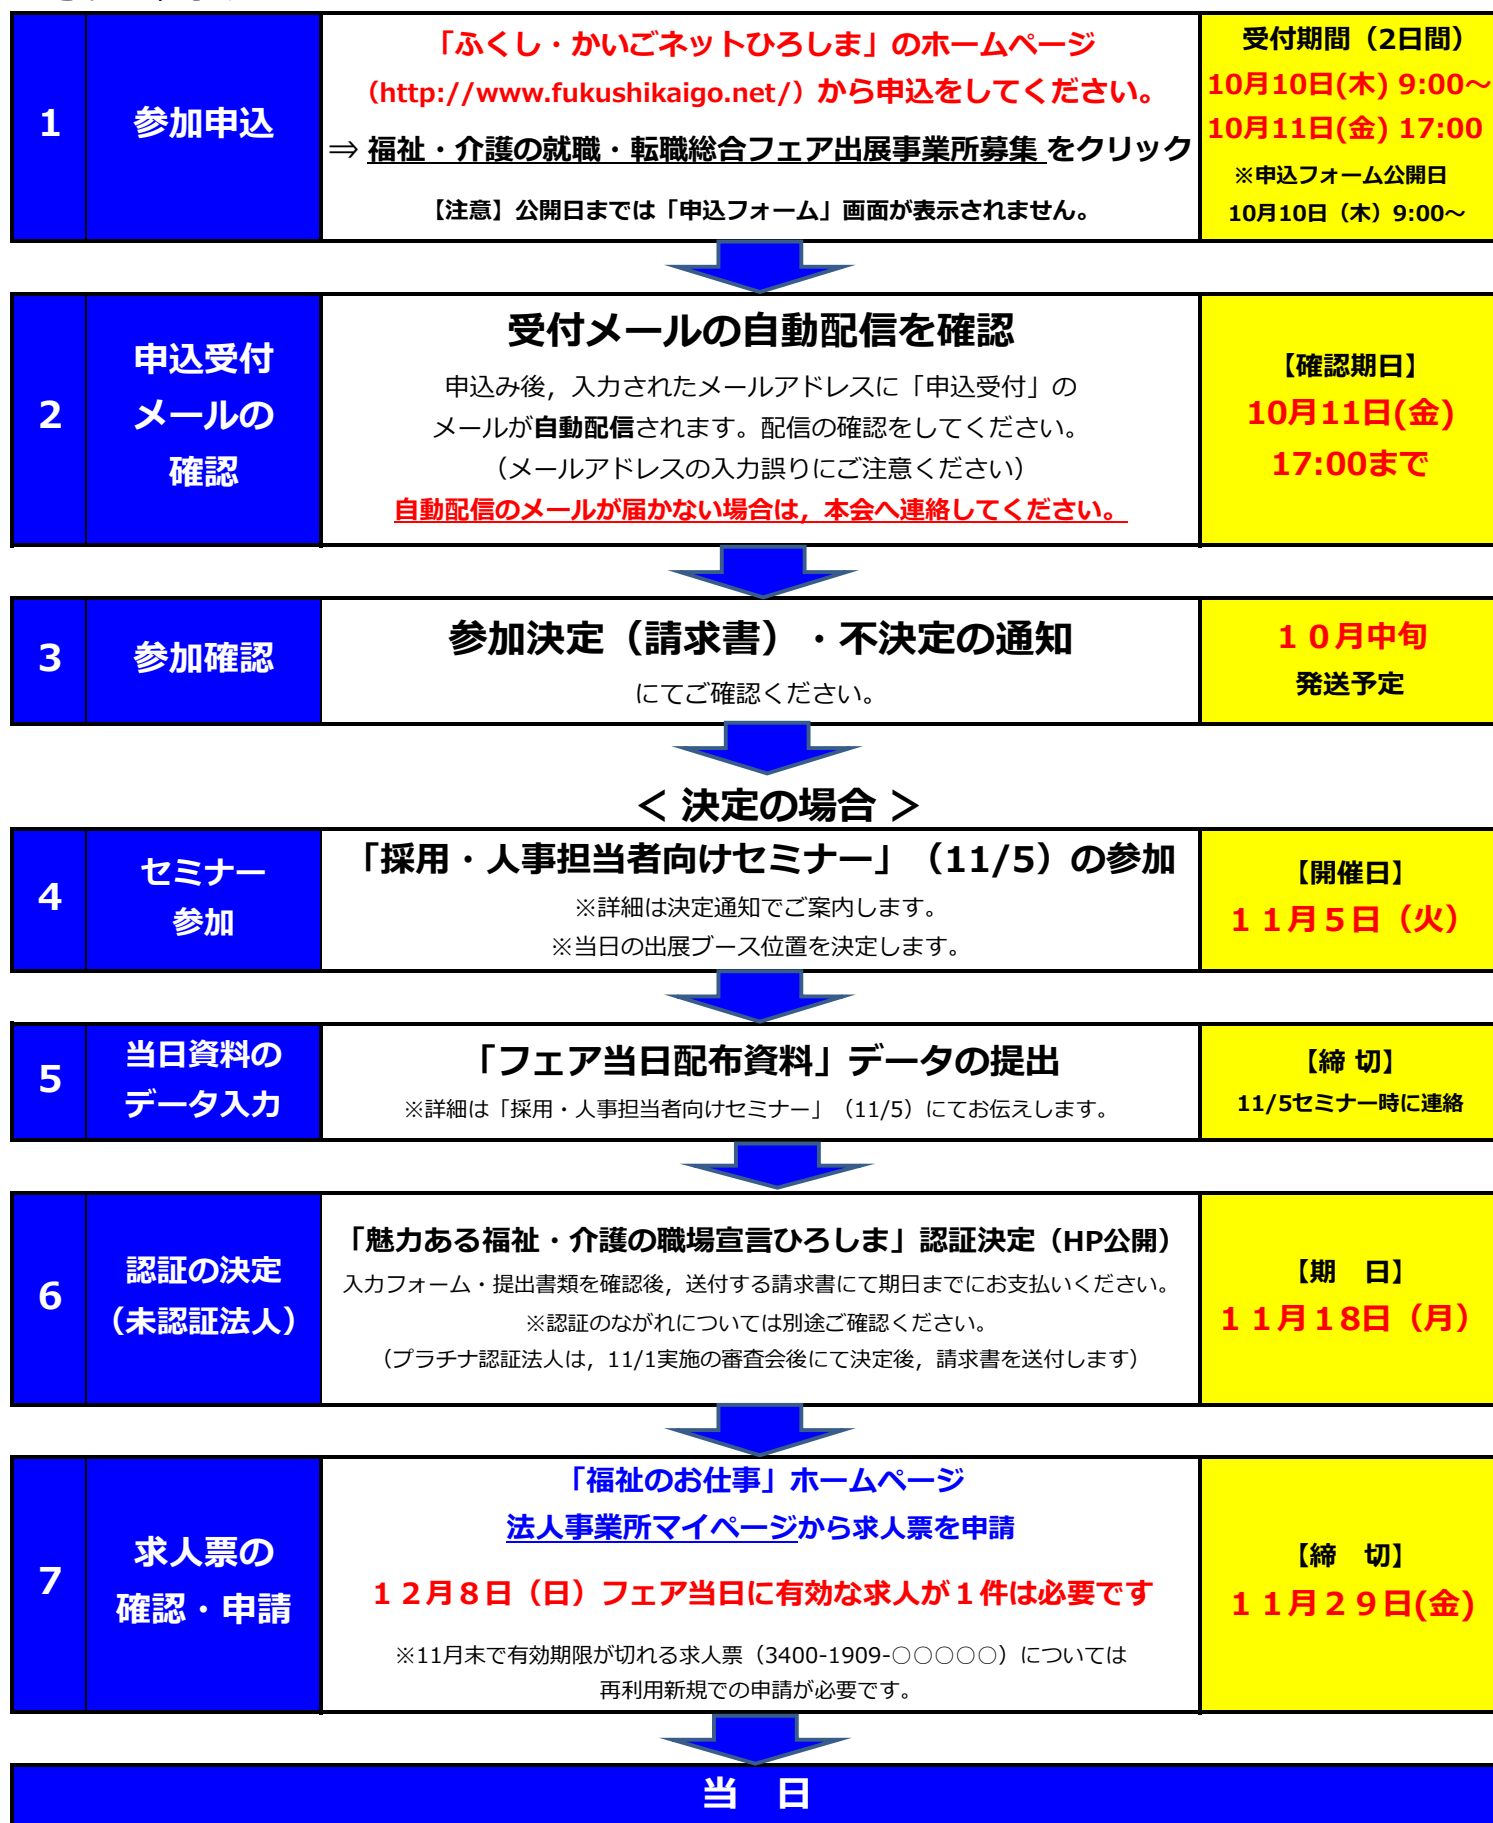 1
参加申込
「ふくし・かいごネットひろしま」のホームページ
（http://www.fukushikaigo.net/）から申込をしてください。
⇒ 福祉・介護の就職・転職総合フェア出展事業所募集 をクリック
【注意】公開日までは「申込フォーム」画面が表示されません。
受付期間（2日間）
10月10日(木) 9:00～
10月11日(金) 17:00
※申込フォーム公開日
10月10日（木）9:00～
2
申込受付
メールの
確認
受付メールの自動配信を確認
申込み後，入力されたメールアドレスに「申込受付」の
メールが自動配信されます。配信の確認をしてください。
（メールアドレスの入力誤りにご注意ください）
自動配信のメールが届かない場合は，本会へ連絡してください。
【確認期日】
10月11日(金)
17:00まで
3
参加確認
参加決定（請求書）・不決定の通知
にてご確認ください。
１０月中旬
発送予定
＜ 決定の場合 ＞
4
セミナー
参加
「採用・人事担当者向けセミナー」（11/5）の参加
※詳細は決定通知でご案内します。
※当日の出展ブース位置を決定します。
【開催日】
１１月５日（火）
5
当日資料の
データ入力
「フェア当日配布資料」データの提出
※詳細は「採用・人事担当者向けセミナー」（11/5）にてお伝えします。
【締 切】
11/5セミナー時に連絡
6
認証の決定
（未認証法人）
「魅力ある福祉・介護の職場宣言ひろしま」認証決定（HP公開）
入力フォーム・提出書類を確認後，送付する請求書にて期日までにお支払いください。
※認証のながれについては別途ご確認ください。
（プラチナ認証法人は，11/1実施の審査会後にて決定後，請求書を送付します）
【期　日】
１１月１8日（月）
7
求人票の
確認・申請
「福祉のお仕事」ホームページ
法人事業所マイページから求人票を申請
１２月８日（日）フェア当日に有効な求人が１件は必要です
※11月末で有効期限が切れる求人票（3400-1909-○○○○○）については
再利用新規での申請が必要です。
【締　切】
１１月２９日(金)
当　日